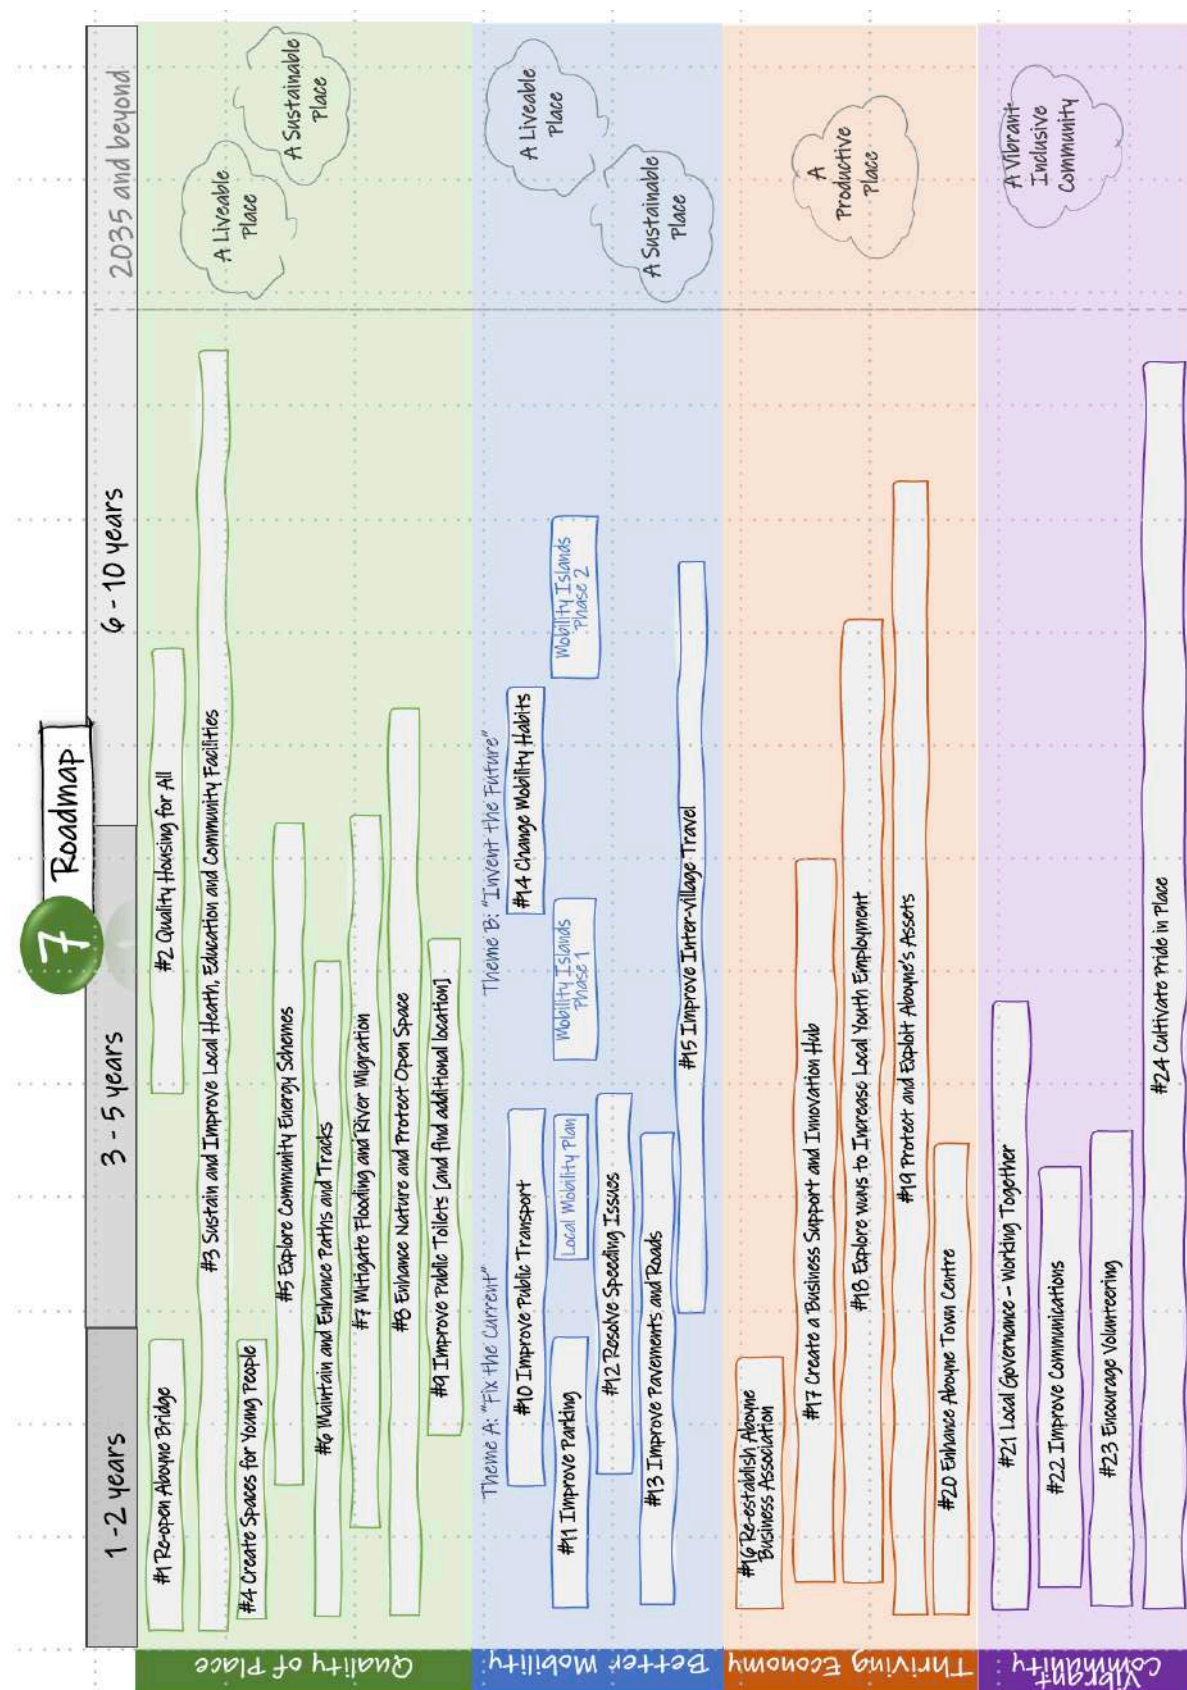 7
Roadmap
1 - 2 years
3 - 5 years
6 - 10 years
2035 and beyond
Quality of Place
#1 Re-open Aboyne Bridge
#2 Quality Housing for All
#3 Sustain and Improve Local Heath, Education and Community Facilities
#4 Create Spaces for Young People
#5 Explore Community Energy Schemes
#6 Maintain and Enhance Paths and Tracks
#7 Mitigate Flooding and River Migration
#8 Enhance Nature and Protect Open Space
#9 Improve Public Toilets [and find additional location]
A Liveable
Place
A Sustainable
Place
Better Mobility
Theme A: "Fix the Current"
Theme B: "Invent the Future"
#10 Improve Public Transport
#14 Change Mobility Habits
#11 Improve Parking
Local Mobility Plan
Mobility Islands
Phase 1
Mobility Islands
Phase 2
#12 Resolve Speeding Issues
#13 Improve Pavements and Roads
#15 Improve Inter-village Travel
A Liveable
Place
A Sustainable
Place
Thriving Economy
#16 Re-establish Aboyne
Business Association
#17 Create a Business Support and Innovation Hub
#18 Explore ways to Increase Local Youth Employment
#19 Protect and Exploit Aboyne's Assets
#20 Enhance Aboyne Town Centre
A
Productive
Place
Vibrant
Community
#21 Local Governance - Working Together
#22 Improve Communications
#23 Encourage Volunteering
#24 Cultivate Pride in Place
A Vibrant
Inclusive
Community